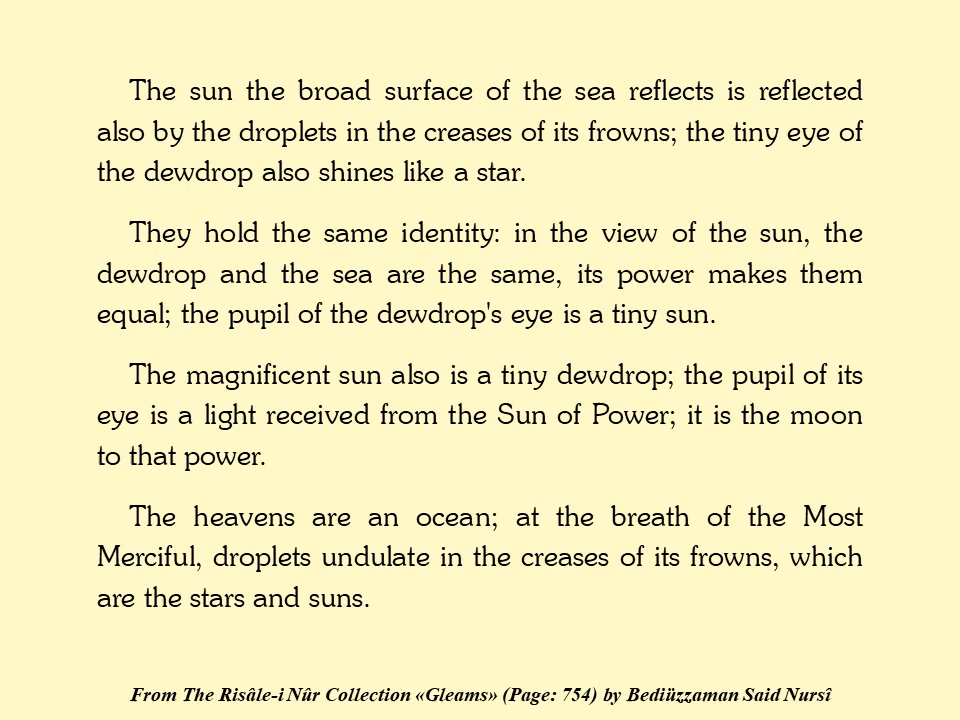 The sun the broad surface of the sea reflects is reflected
also by the droplets in the creases of its frowns; the tiny eye of
the dewdrop also shines like a star.
They hold the same identity: in the view of the sun, the
dewdrop and the sea are the same, its power makes them
equal; the pupil of the dewdrop's eye is a tiny sun.
The magnificent sun also is a tiny dewdrop; the pupil of its
eye is a light received from the Sun of Power; it is the moon
to that power.
The heavens are an ocean; at the breath of the Most
Merciful, droplets undulate in the creases of its frowns, which
are the stars and suns.
From The Risâle-i Nûr Collection «Gleams» (Page: 754) by Bediüzzaman Said Nursî